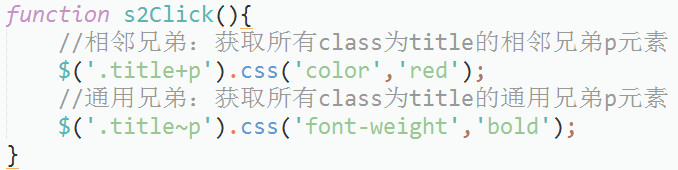 function s2Click(){
//相邻兄弟：获取所有class为title的相邻兄弟p元素
$('.title+p').css('color','red');
//通用兄弟：获取所有class为title的通用兄弟p元素
$('.title~p').css('font-weight','bold');
}